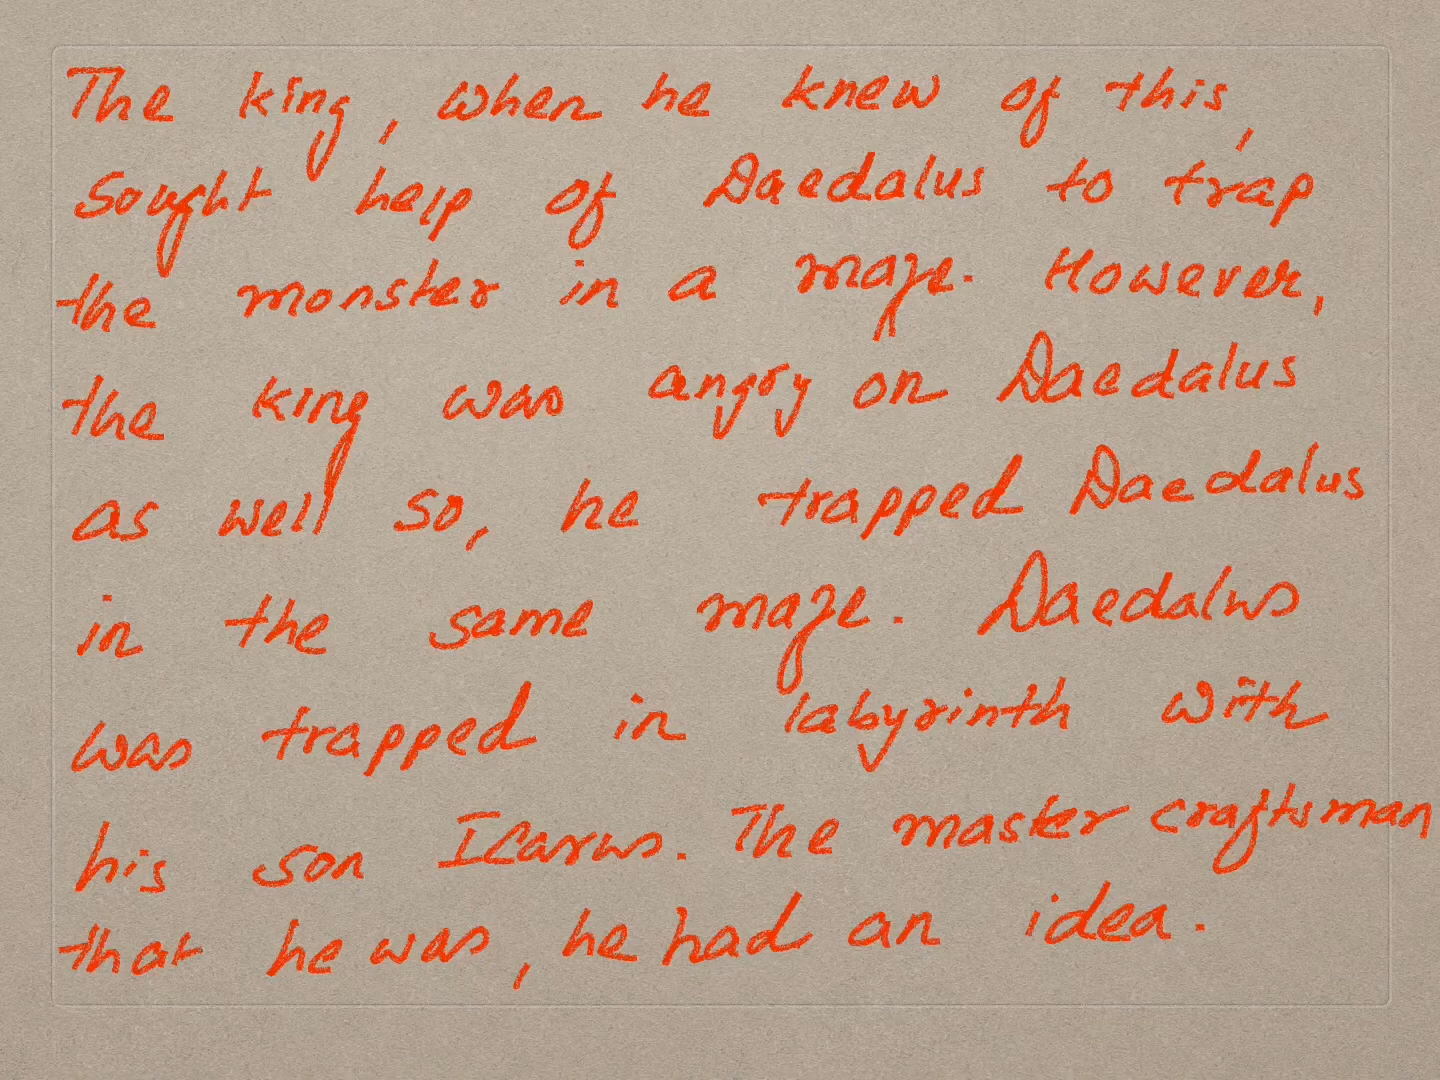 The king, when he knew of this,
sought help of Daedalus to trap
the monster in a maze. However,
the king was angry on Daedalus
as well so, he trapped Daedalus
in the same maze. Daedalus
was trapped in labyrinth with
his son Icarus. The master craftsman
that he was, he had an idea.